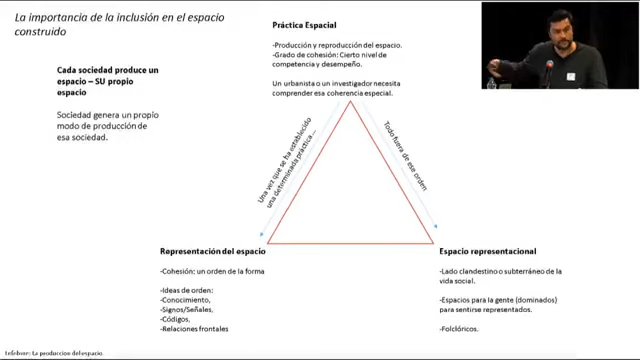 La importancia de la inclusión en el espacio
construido
Cada sociedad produce un
espacio – SU propio
espacio
Sociedad genera un propio
modo de producción de
esa sociedad.
Práctica Espacial
-Producción y reproducción del espacio.
-Grado de cohesión: Cierto nivel de
competencia y desempeño.
Un urbanista o un investigador necesita
comprender esa coherencia especial.
Una vez que se ha establecido
una determinada práctica...
Todo fuera de ese orden
Representación del espacio
-Cohesión: un orden de la forma
-Ideas de orden:
-Conocimiento,
-Signos/Señales,
-Códigos,
-Relaciones frontales
Espacio representacional
-Lado clandestino o subterráneo de la
vida social.
-Espacios para la gente (dominados)
para sentirse representados.
-Folclóricos.
Lefebvre: La produccion del espacio.